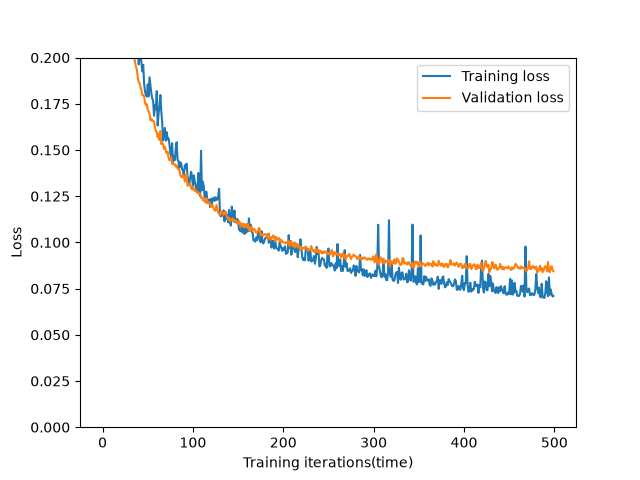 Training loss
Validation loss
0.200
0.175
0.150
0.125
0.100
0.075
0.050
0.025
0.000
Loss
0 100 200 300 400 500
Training iterations(time)